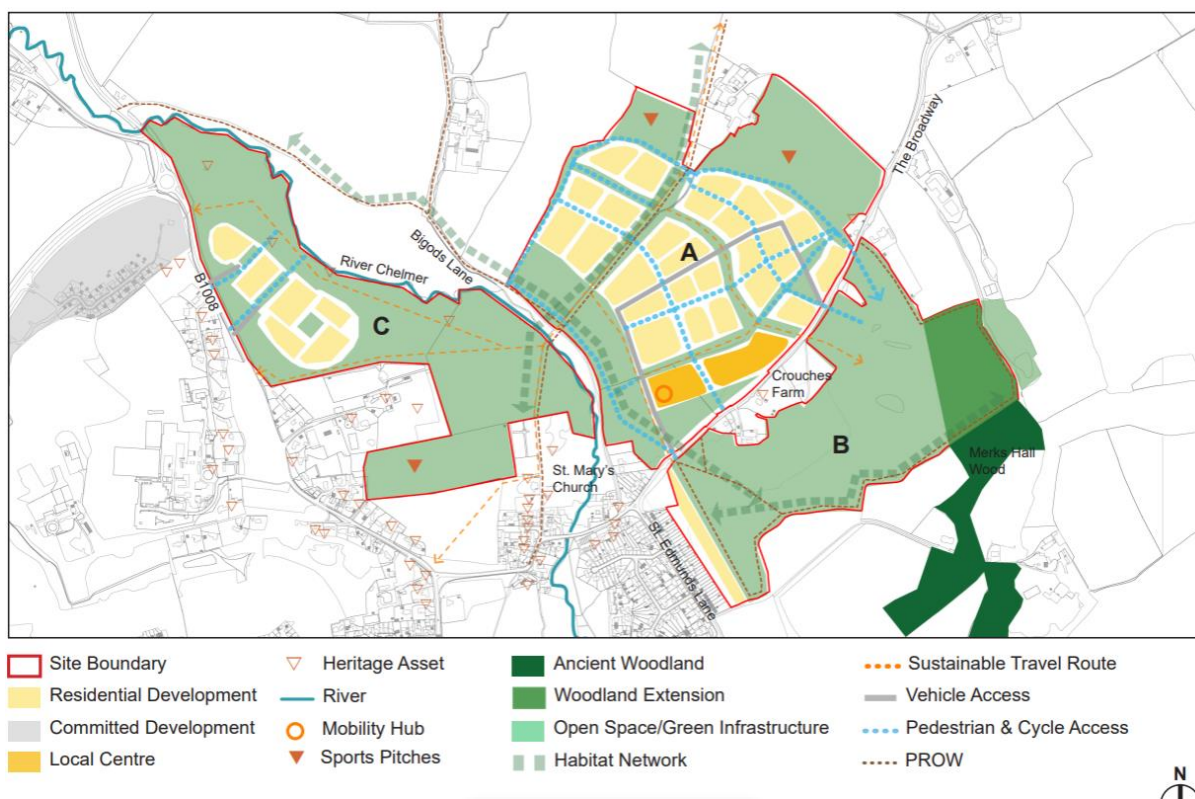 The Broadway
A
Bigods Lane
River Chelmer
B1008
C
Crouches
Farm
B
Merks Hall
Wood
St. Mary's
Church
St. Edmunds Lane
Site Boundary
Residential Development
Committed Development
Local Centre
Heritage Asset
River
Mobility Hub
Sports Pitches
Ancient Woodland
Woodland Extension
Open Space/Green Infrastructure
Habitat Network
Sustainable Travel Route
Vehicle Access
Pedestrian & Cycle Access
PROW
N